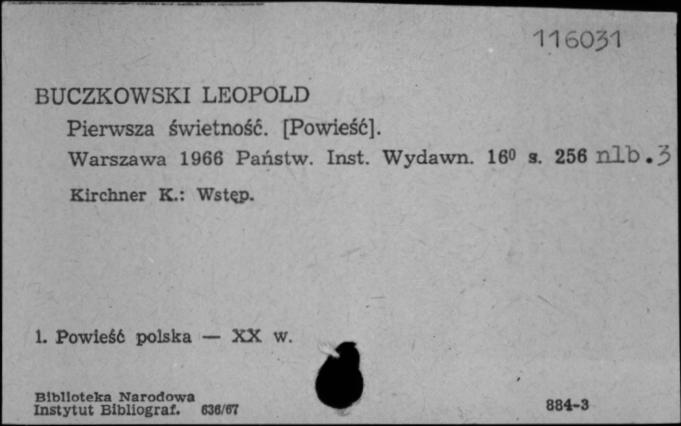 116031
BUCZKOWSKI LEOPOLD
Pierwsza świetność. [Powieść].
Warszawa 1966 Państw. Inst. Wydawn. 16⁰ s. 256 nlb. 3
Kirchner K.: Wstęp.
1. Powieść polska — XX w.
Biblioteka Narodowa
Instytut Bibliograf. 636/67
884-3